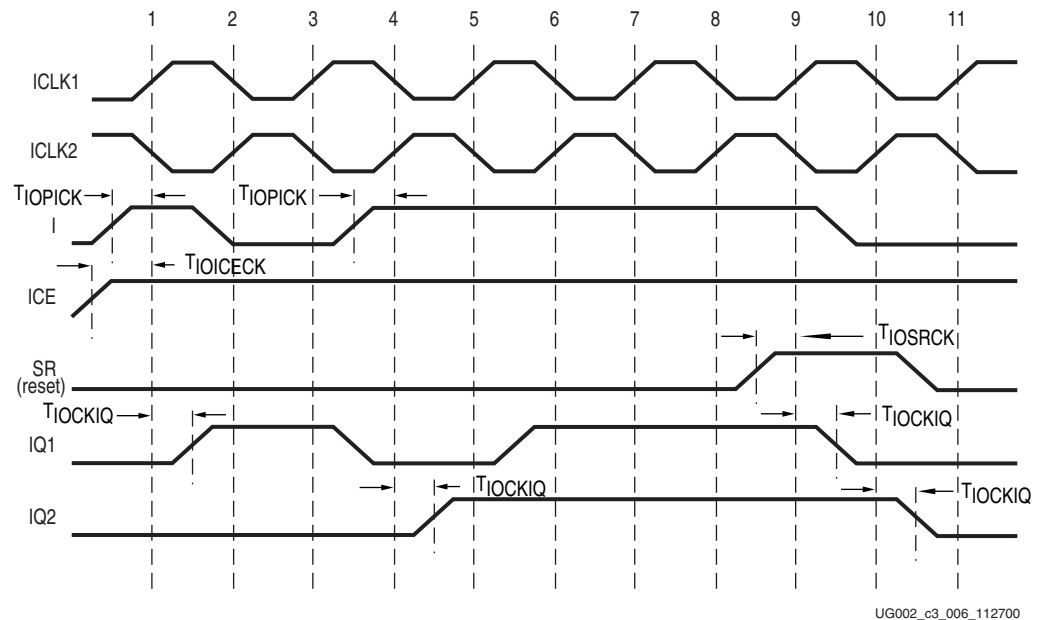 1 2 3 4 5 6 7 8 9 10 11
ICLK1
ICLK2
TIOPICK TIOPICK
I
TIOICECK
ICE
TIOSRCK
SR
(reset)
TIOCKIQ TIOCKIQ
IQ1
TIOCKIQ TIOCKIQ
IQ2
UG002_c3_006_112700